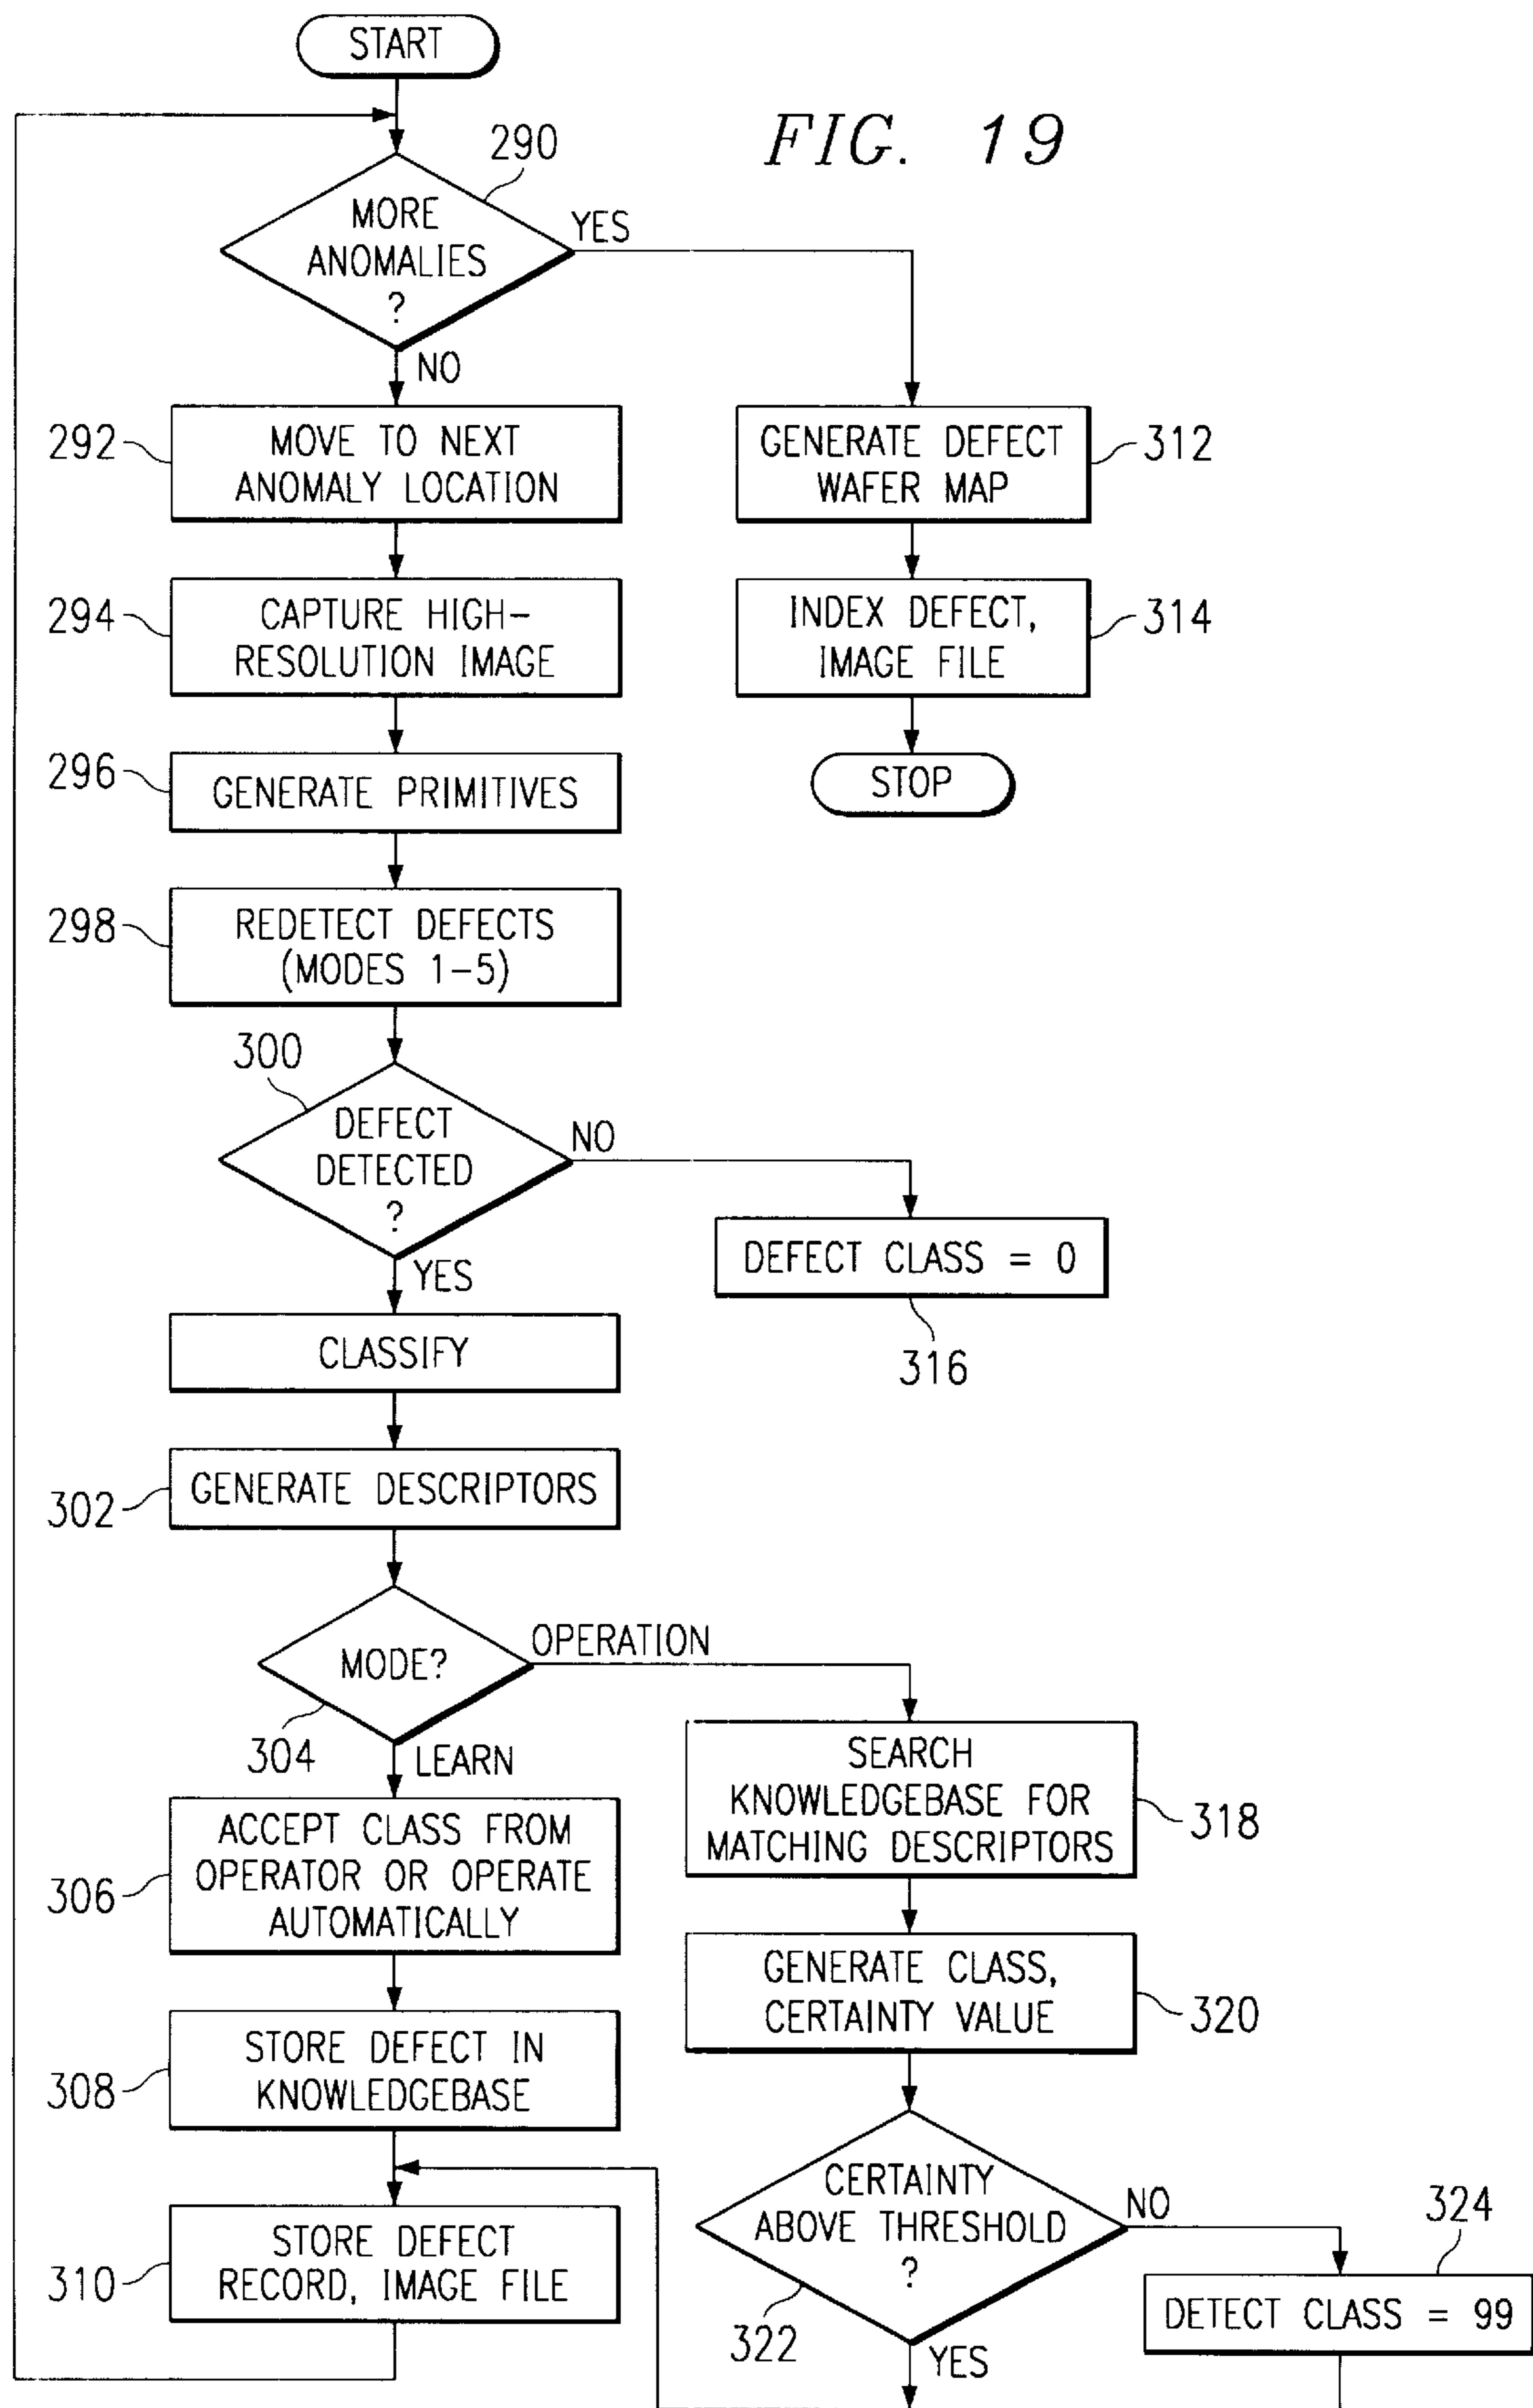 START
FIG. 19
290
MORE
ANOMALIES
?
YES
NO
292
MOVE TO NEXT
ANOMALY LOCATION
GENERATE DEFECT
WAFER MAP
312
294
CAPTURE HIGH-
RESOLUTION IMAGE
INDEX DEFECT,
IMAGE FILE
314
296
GENERATE PRIMITIVES
STOP
298
REDETECT DEFECTS
(MODES 1-5)
300
DEFECT
DETECTED
?
NO
YES
DEFECT CLASS = 0
316
CLASSIFY
302
GENERATE DESCRIPTORS
MODE?
OPERATION
304
LEARN
SEARCH
KNOWLEDGEBASE FOR
MATCHING DESCRIPTORS
318
306
ACCEPT CLASS FROM
OPERATOR OR OPERATE
AUTOMATICALLY
GENERATE CLASS,
CERTAINTY VALUE
320
308
STORE DEFECT IN
KNOWLEDGEBASE
CERTAINTY
ABOVE THRESHOLD
?
NO
324
310
STORE DEFECT
RECORD, IMAGE FILE
322
YES
DETECT CLASS = 99